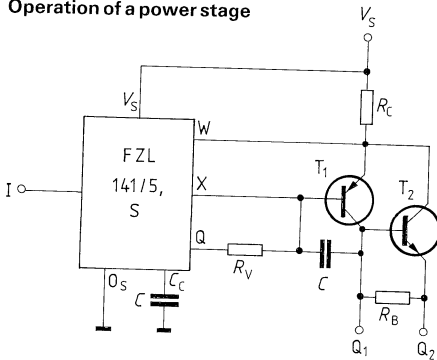 Operation of a power stage
V_S
V_S
R_C
W
FZL
141/5,
S
T_1
X
T_2
I
Q
R_V
C
O_S
C_C
C
R_B
Q_1
Q_2